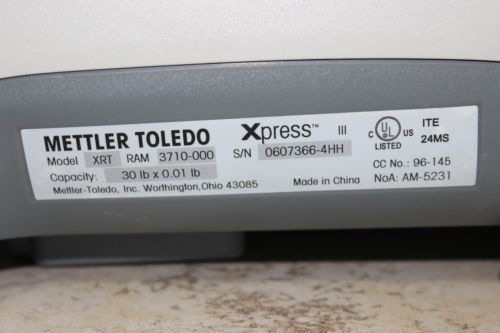 METTLER TOLEDO Xpress™ III
Model XRT RAM 3710-000 S/N 0607366-4HH
Capacity: 30 lb x 0.01 lb
Mettler-Toledo, Inc. Worthington, Ohio 43085 Made in China
C UL US ITE
LISTED 24MS
CC No.: 96-145
NoA: AM-5231